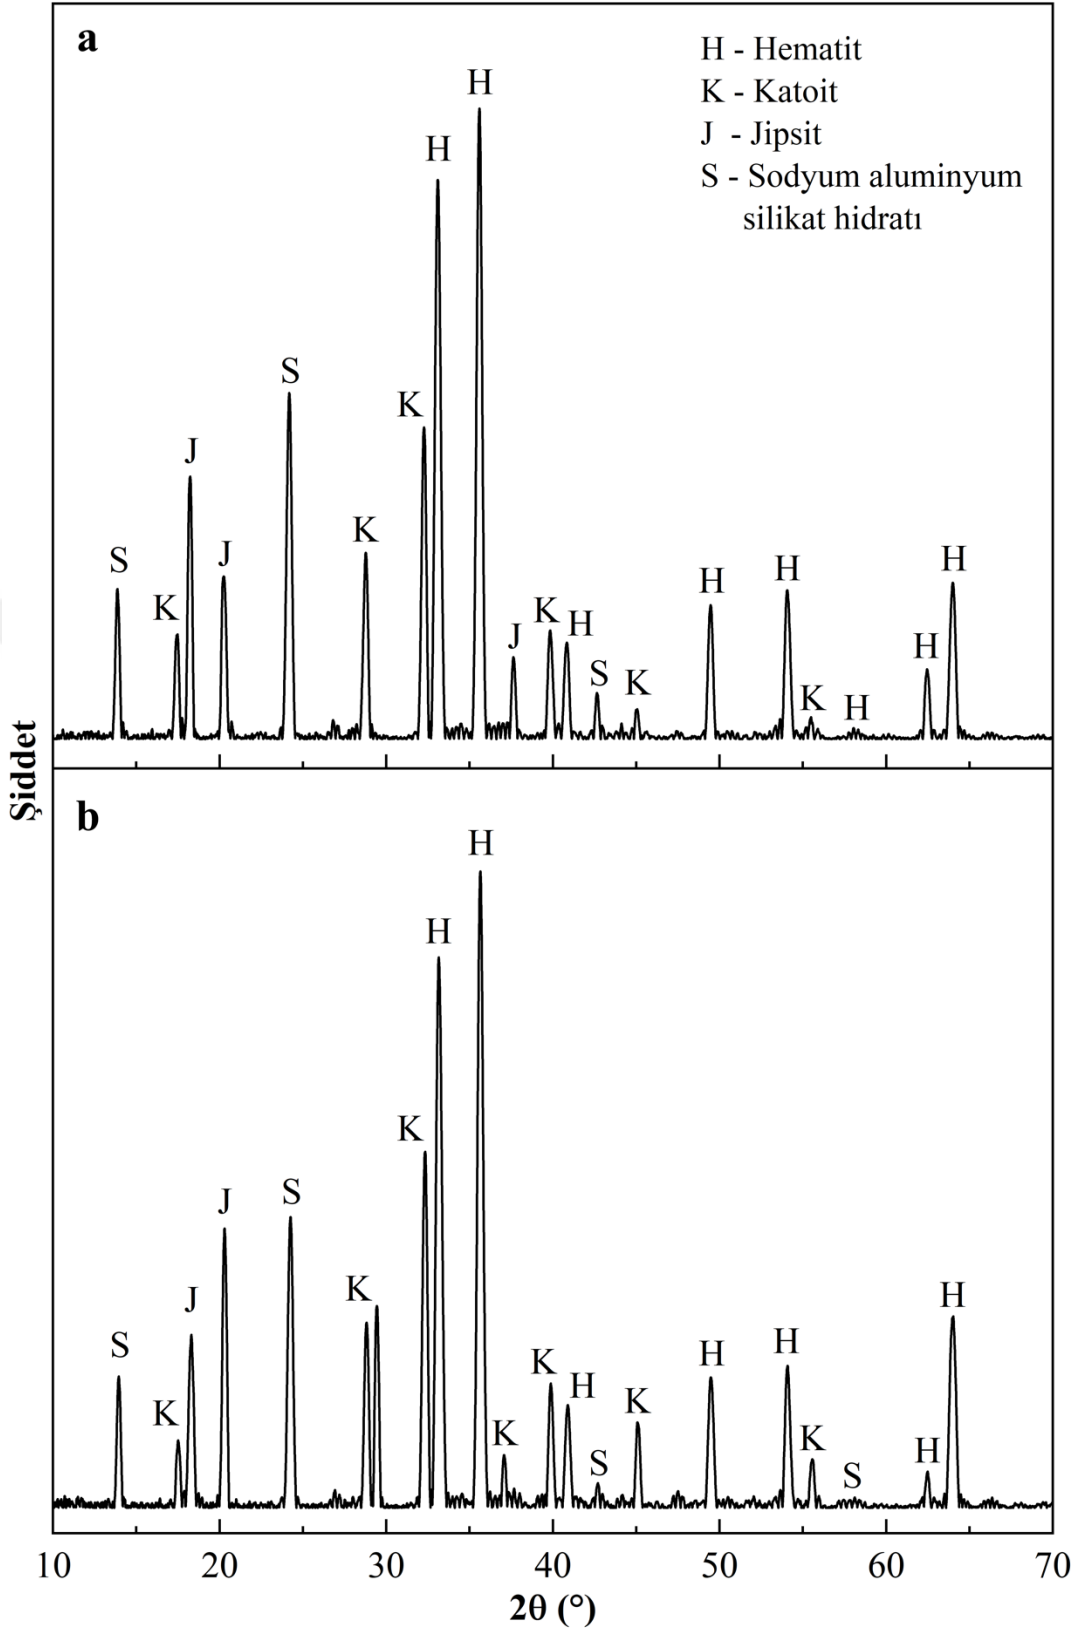 a
H - Hematit
K - Katoit
J - Jipsit
S - Sodyum aluminyum
silikat hidratı
H
H
S
K
J
K
S
J
K
J
K
H
S
K
H
H
K
H
H
H
Şiddet
b
H
H
K
J
S
K
J
S
K
K
K
H
S
K
H
H
K
S
H
H
10 20 30 40 50 60 70
2θ (°)